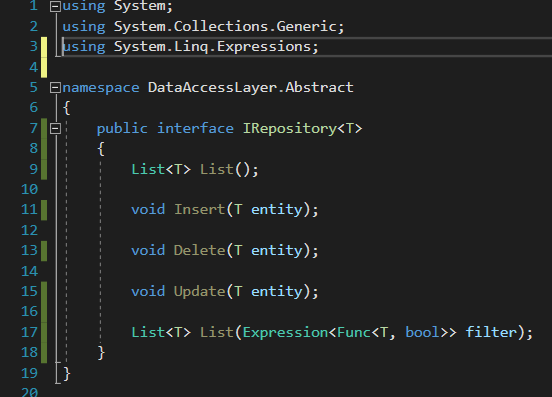 1 using System;
2 using System.Collections.Generic;
3 using System.Linq.Expressions;
4
5 namespace DataAccessLayer.Abstract
6 {
7 public interface IRepository<T>
8 {
9 List<T> List();
10
11 void Insert(T entity);
12
13 void Delete(T entity);
14
15 void Update(T entity);
16
17 List<T> List(Expression<Func<T, bool>> filter);
18 }
19 }
20